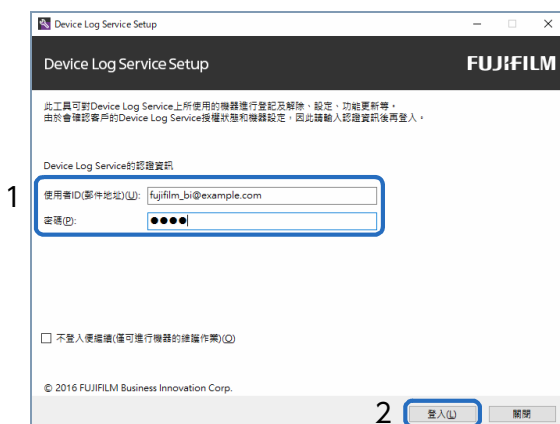 Device Log Service Setup
Device Log Service Setup
FUJIFILM
此工具可對Device Log Service上所使用的機器進行登記及解除、設定、功能更新等。
由於會確認客戶的Device Log Service授權狀態和機器設定，因此請輸入認證資訊後再登入。
Device Log Service的認證資訊
1
使用者ID(郵件地址)(U): fujifilm_bi@example.com
密碼(P): ●●●●
不登入便繼續(僅可進行機器的維護作業)(O)
© 2016 FUJIFILM Business Innovation Corp.
2
登入(L)
關閉